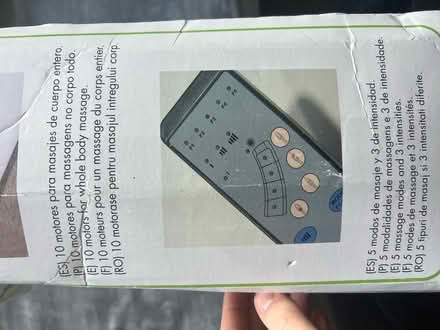 (ES) 10 motores para masajes de cuerpo entero.
(P) 10 motores para massagens no corpo todo.
(E) 10 motors for whole body massage.
(F) 10 moteurs pour un massage du corps entier.
(RO) 10 motorase pentru masajul intregului corp.
(ES) 5 modos de masaje y 3 de intensidad.
(P) 5 modalidades de massagens e 3 de intensidade.
(E) 5 massage modes and 3 intensities.
(F) 5 modes de massage et 3 intensités.
(RO) 5 tipuri de masaj si 3 intensitati diferite.